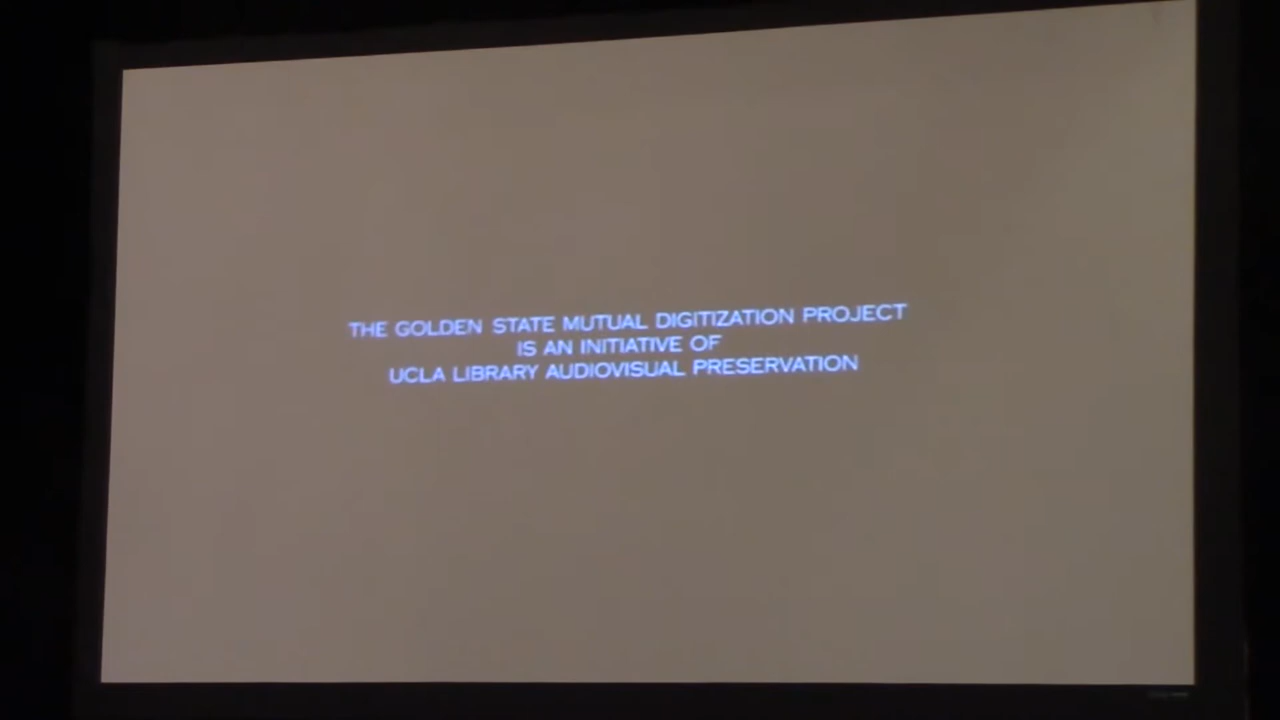 THE GOLDEN STATE MUTUAL DIGITIZATION PROJECT
IS AN INITIATIVE OF
UCLA LIBRARY AUDIOVISUAL PRESERVATION